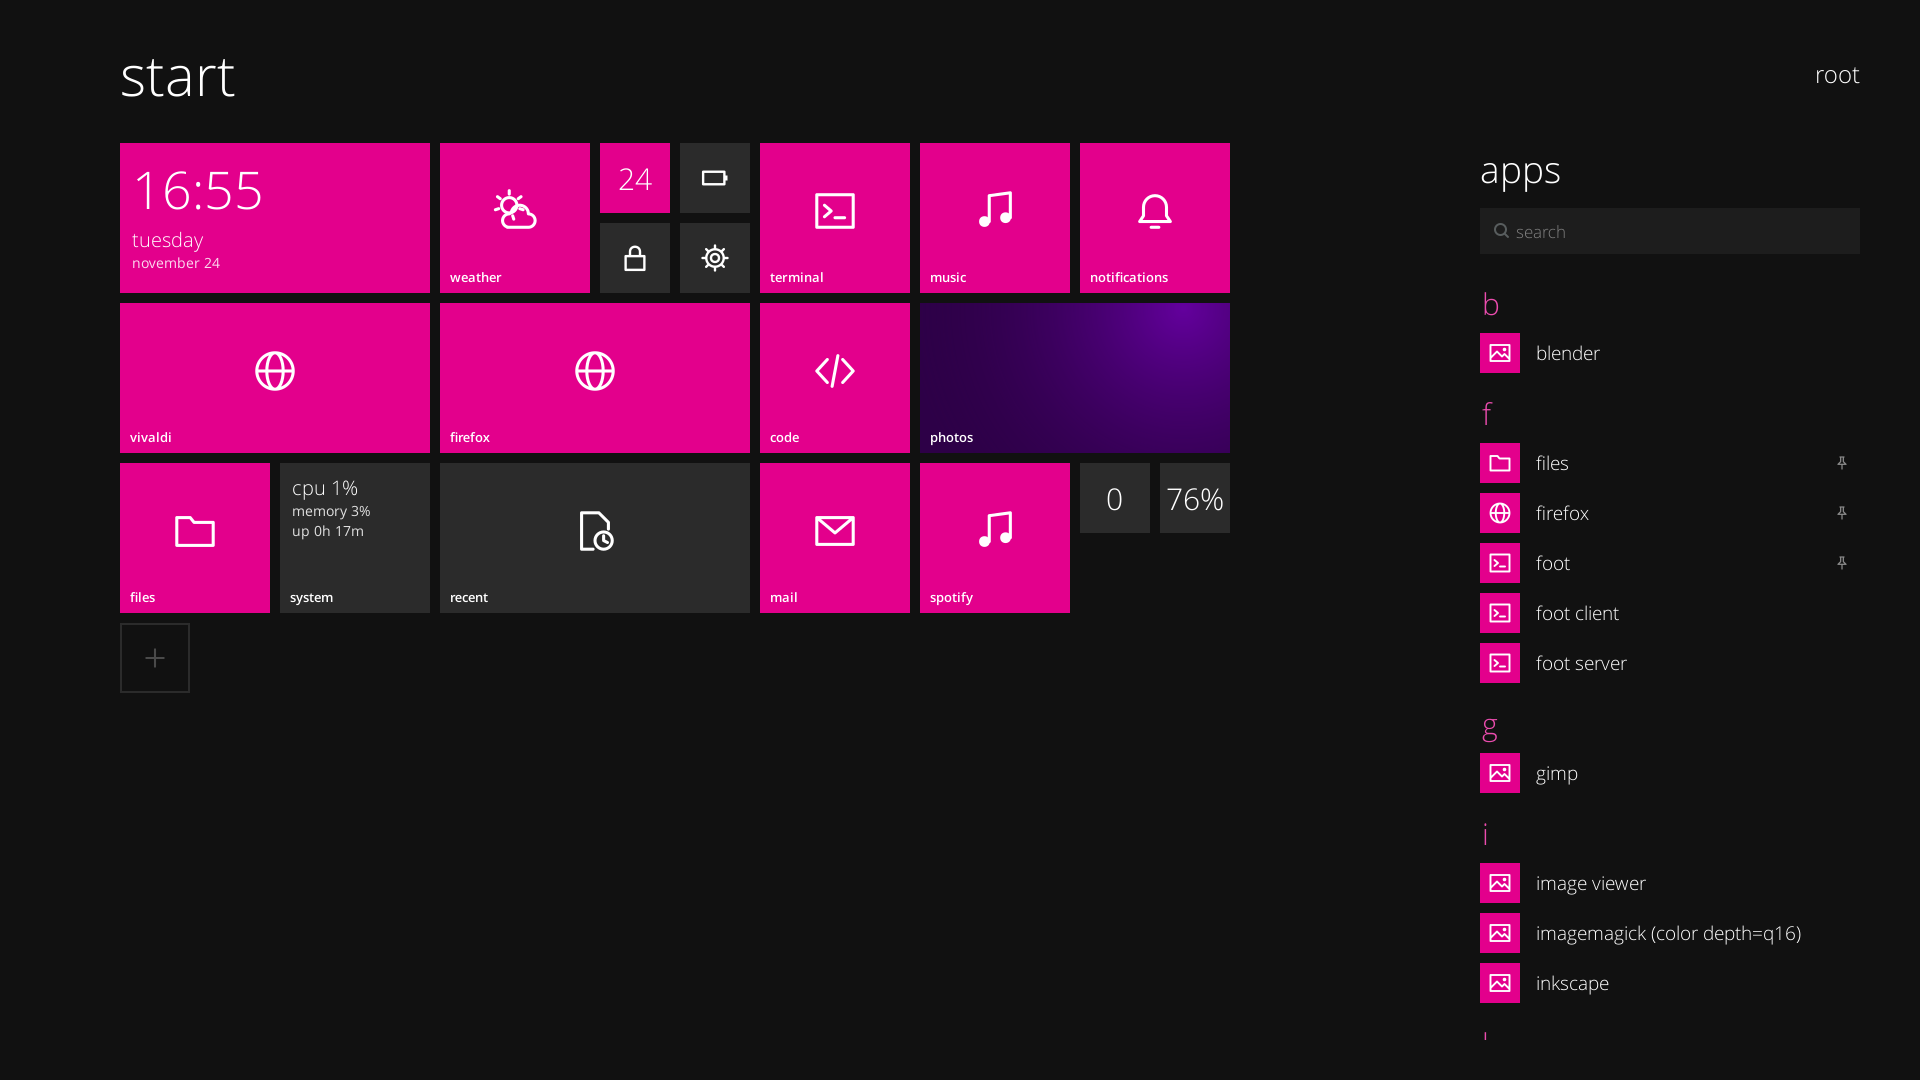 start
root
16:55
tuesday
november 24
weather
24
terminal
music
notifications
vivaldi
firefox
code
photos
files
cpu 1%
memory 3%
up 0h 17m
system
recent
mail
spotify
0
76%
apps
search
b
blender
f
files
firefox
foot
foot client
foot server
g
gimp
i
image viewer
imagemagick (color depth=q16)
inkscape